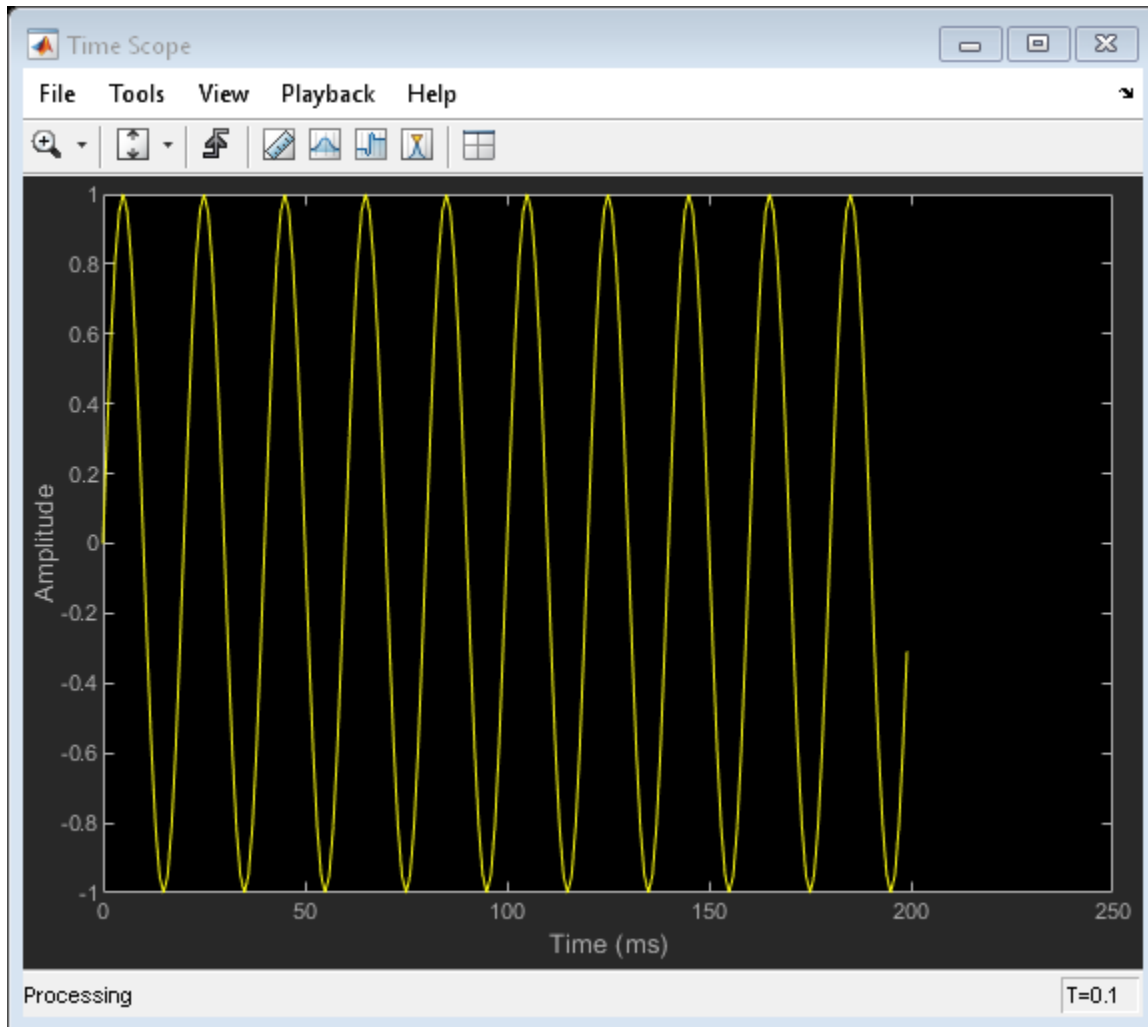 Time Scope
File Tools View Playback Help
1
0.8
0.6
0.4
0.2
0
-0.2
-0.4
-0.6
-0.8
-1
Amplitude
0 50 100 150 200 250
Time (ms)
Processing T=0.1